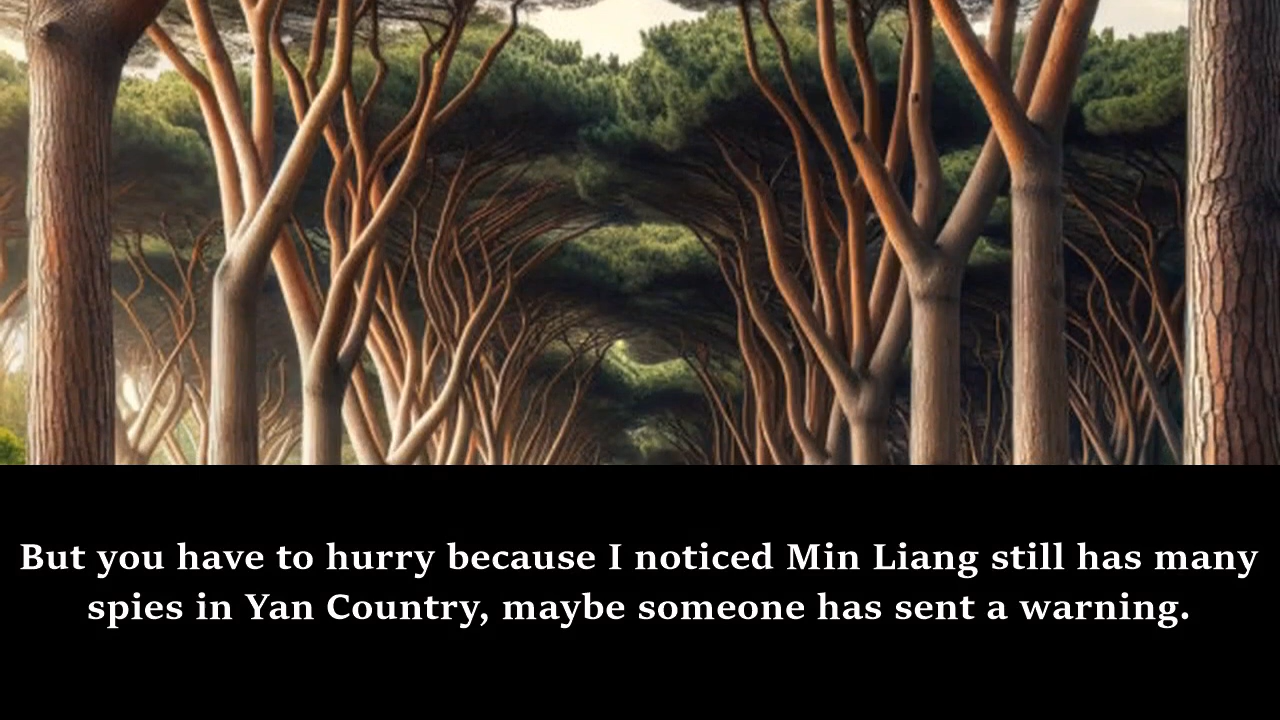 But you have to hurry because I noticed Min Liang still has many
spies in Yan Country, maybe someone has sent a warning.